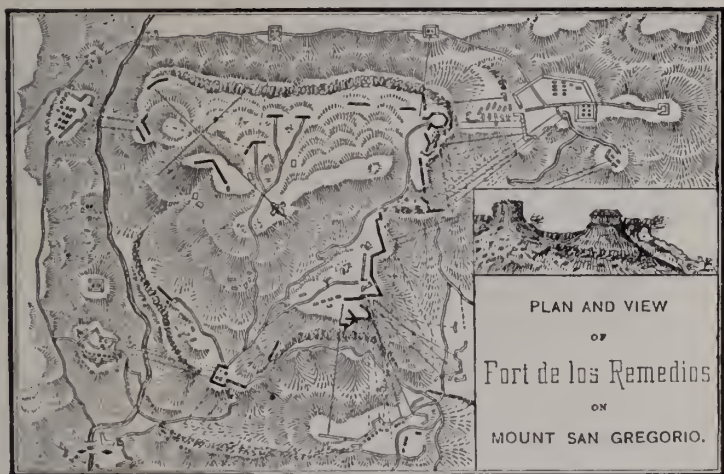 PLAN AND VIEW
OF
Fort de los Remedios
ON
MOUNT SAN GREGORIO.